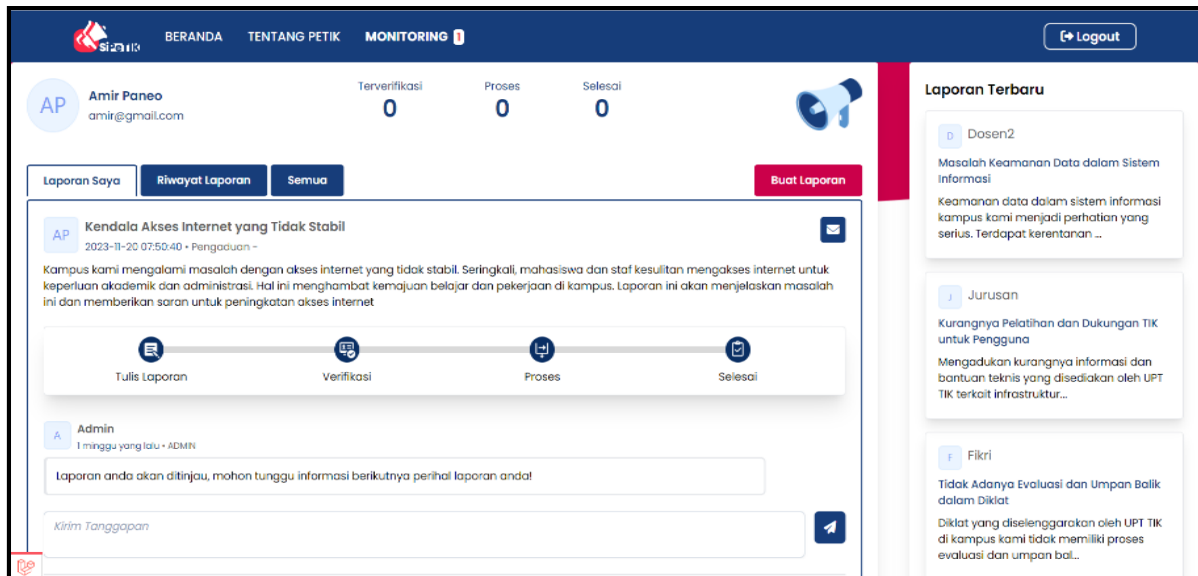 SIPETIK
BERANDA TENTANG PETIK MONITORING 1
Logout
AP
Amir Paneo
amir@gmail.com
Terverifikasi
0
Proses
0
Selesai
0
Laporan Saya Riwayat Laporan Semua
Buat Laporan
AP
Kendala Akses Internet yang Tidak Stabil
2023-11-20 07:50:40 • Pengaduan -
Kampus kami mengalami masalah dengan akses internet yang tidak stabil. Seringkali, mahasiswa dan staf kesulitan mengakses internet untuk
keperluan akademik dan administrasi. Hal ini menghambat kemajuan belajar dan pekerjaan di kampus. Laporan ini akan menjelaskan masalah
ini dan memberikan saran untuk peningkatan akses internet
Tulis Laporan Verifikasi Proses Selesai
A
Admin
1 minggu yang lalu • ADMIN
Laporan anda akan ditinjau, mohon tunggu informasi berikutnya perihal laporan anda!
Kirim Tanggapan
Laporan Terbaru
D Dosen2
Masalah Keamanan Data dalam Sistem
Informasi
Keamanan data dalam sistem informasi
kampus kami menjadi perhatian yang
serius. Terdapat kerentanan ...
J Jurusan
Kurangnya Pelatihan dan Dukungan TIK
untuk Pengguna
Mengadukan kurangnya informasi dan
bantuan teknis yang disediakan oleh UPT
TIK terkait infrastruktur...
F Fikri
Tidak Adanya Evaluasi dan Umpan Balik
dalam Diklat
Diklat yang diselenggarakan oleh UPT TIK
di kampus kami tidak memiliki proses
evaluasi dan umpan bal...